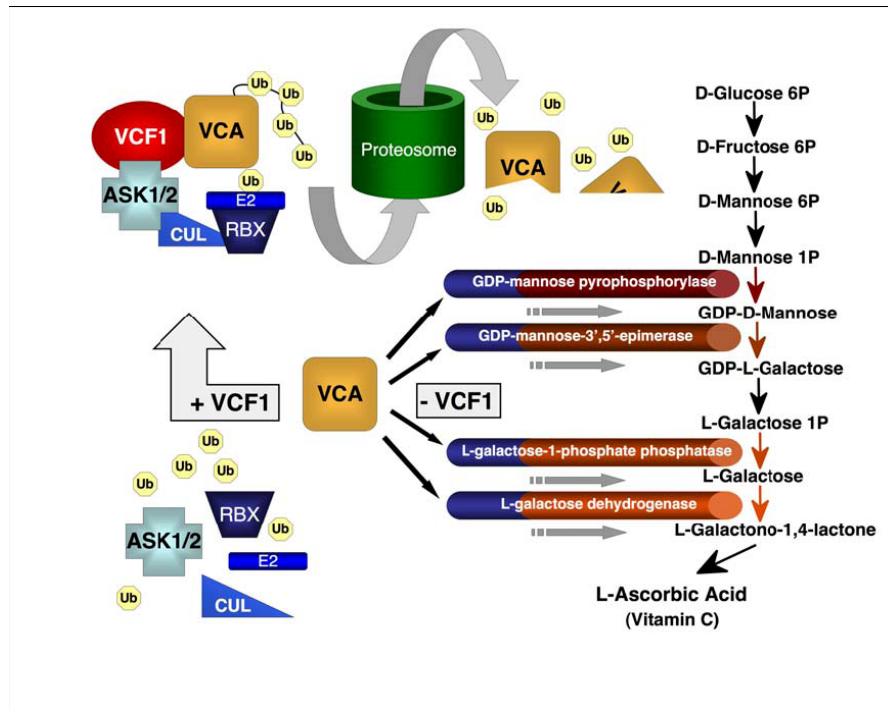 Ub
Ub
Ub
Ub
VCF1
VCA
Ub
ASK1/2
E2
CUL
RBX
Proteosome
Ub
Ub
VCA
Ub
Ub
Ub
D-Glucose 6P
D-Fructose 6P
D-Mannose 6P
D-Mannose 1P
GDP-mannose pyrophosphorylase
GDP-D-Mannose
GDP-mannose-3',5'-epimerase
GDP-L-Galactose
+ VCF1
VCA
- VCF1
L-Galactose 1P
L-galactose-1-phosphate phosphatase
L-Galactose
L-galactose dehydrogenase
L-Galactono-1,4-lactone
L-Ascorbic Acid
(Vitamin C)
Ub
Ub
Ub
Ub
RBX
Ub
ASK1/2
E2
Ub
CUL